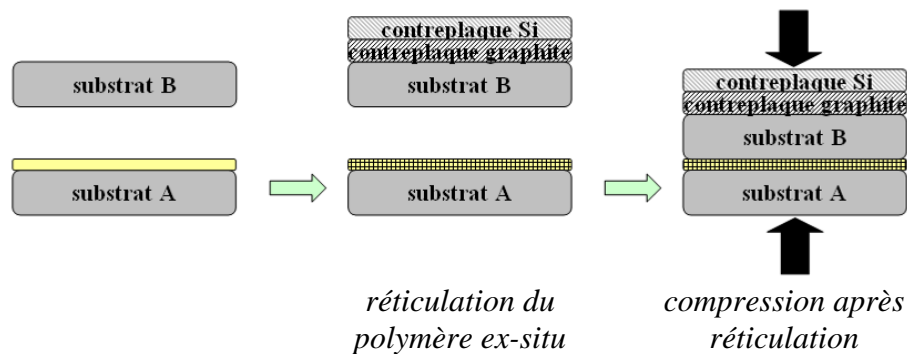 substrat B
substrat A
contreplaque Si
contreplaque graphite
substrat B
substrat A
réticulation du
polymère ex-situ
contreplaque Si
contreplaque graphite
substrat B
substrat A
compression après
réticulation